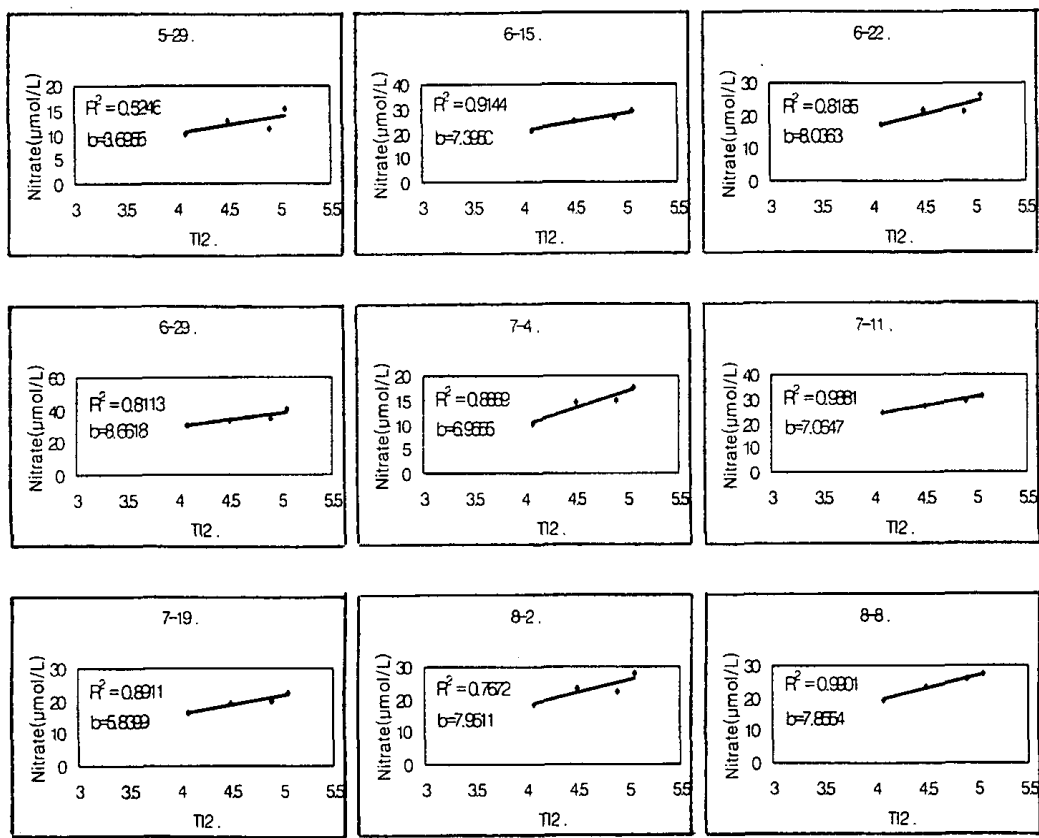 5-29 .
Nitrate(μmol/L)
20
15
10
5
0
R² = 0.5246
3 3.5 4 4.5 5 5.5
TI2 .
6-15 .
Nitrate(μmol/L)
40
30
20
10
0
R² = 0.9144
3 3.5 4 4.5 5 5.5
TI2 .
6-22 .
Nitrate(μmol/L)
30
20
10
0
R² = 0.8185
b=8.0363
3 3.5 4 4.5 5 5.5
TI2 .
6-29 .
Nitrate(μmol/L)
60
40
20
0
R² = 0.8113
b=8.6618
3 3.5 4 4.5 5 5.5
TI2 .
7-4 .
Nitrate(μmol/L)
20
15
10
5
0
R² = 0.8869
3 3.5 4 4.5 5 5.5
TI2 .
7-11 .
Nitrate(μmol/L)
40
30
20
10
0
R² = 0.9881
b=7.0647
3 3.5 4 4.5 5 5.5
TI2 .
7-19 .
Nitrate(μmol/L)
30
20
10
0
R² = 0.8911
b=5.8399
3 3.5 4 4.5 5 5.5
TI2 .
8-2 .
Nitrate(μmol/L)
30
20
10
0
R² = 0.7672
b=7.9511
3 3.5 4 4.5 5 5.5
TI2 .
8-8 .
Nitrate(μmol/L)
30
20
10
0
R² = 0.9901
b=7.8554
3 3.5 4 4.5 5 5.5
TI2 .